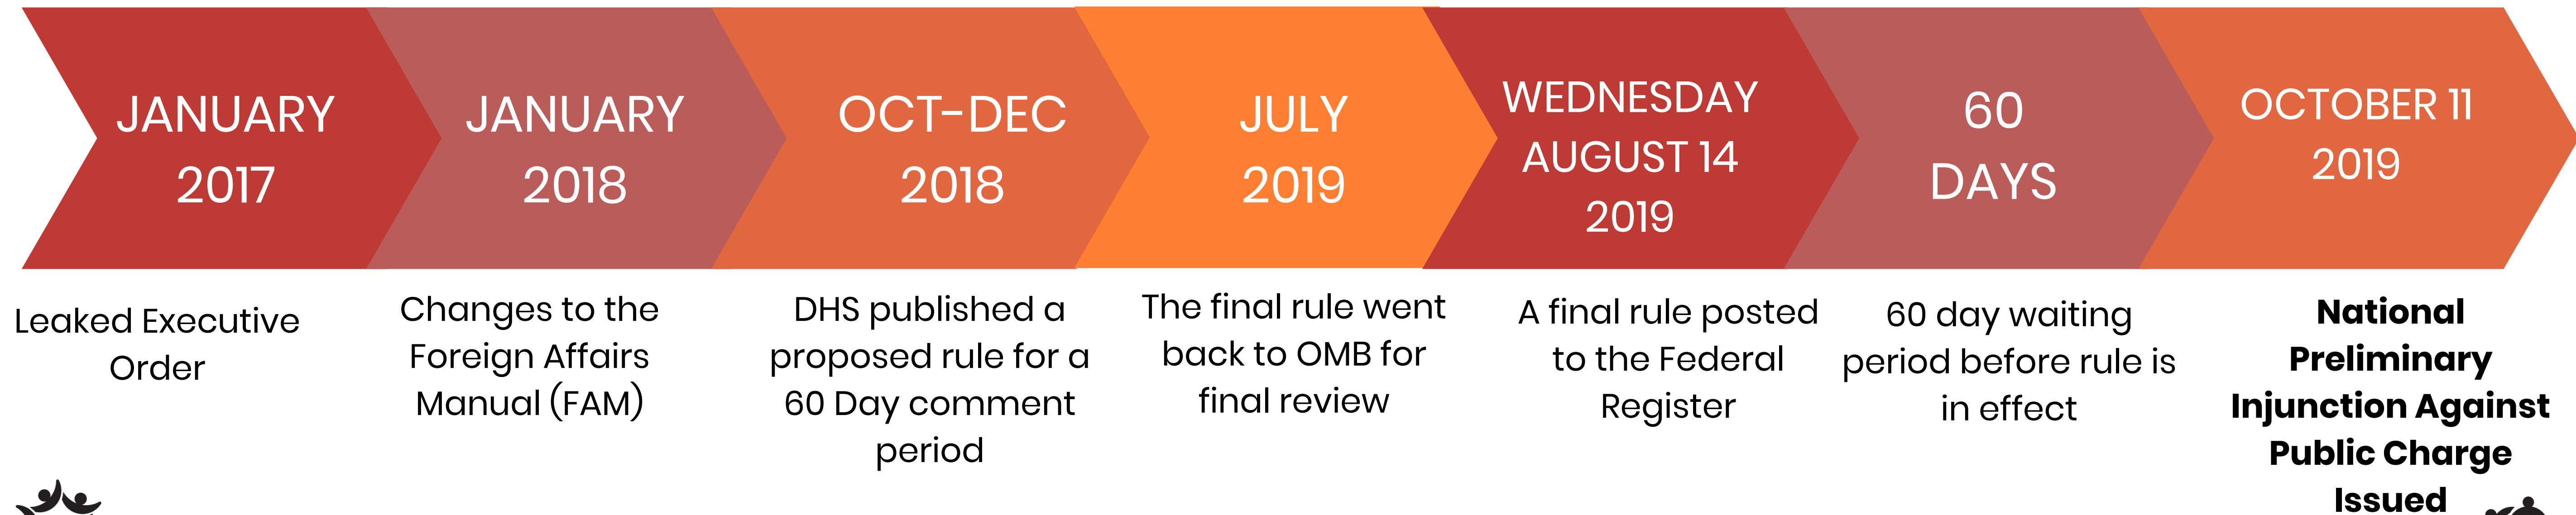 JANUARY
2017
JANUARY
2018
OCT-DEC
2018
JULY
2019
WEDNESDAY
AUGUST 14
2019
60
DAYS
OCTOBER 11
2019
Leaked Executive
Order
Changes to the
Foreign Affairs
Manual (FAM)
DHS published a
proposed rule for a
60 Day comment
period
The final rule went
back to OMB for
final review
A final rule posted
to the Federal
Register
60 day waiting
period before rule is
in effect
National
Preliminary
Injunction Against
Public Charge
Issued